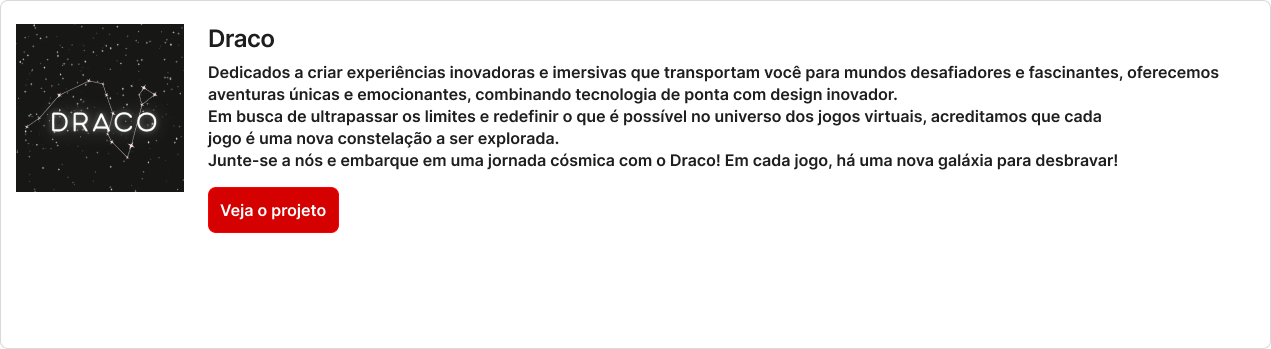 DRACO
Draco
Dedicados a criar experiências inovadoras e imersivas que transportam você para mundos desafiadores e fascinantes, oferecemos
aventuras únicas e emocionantes, combinando tecnologia de ponta com design inovador.
Em busca de ultrapassar os limites e redefinir o que é possível no universo dos jogos virtuais, acreditamos que cada
jogo é uma nova constelação a ser explorada.
Junte-se a nós e embarque em uma jornada cósmica com o Draco! Em cada jogo, há uma nova galáxia para desbravar!
Veja o projeto